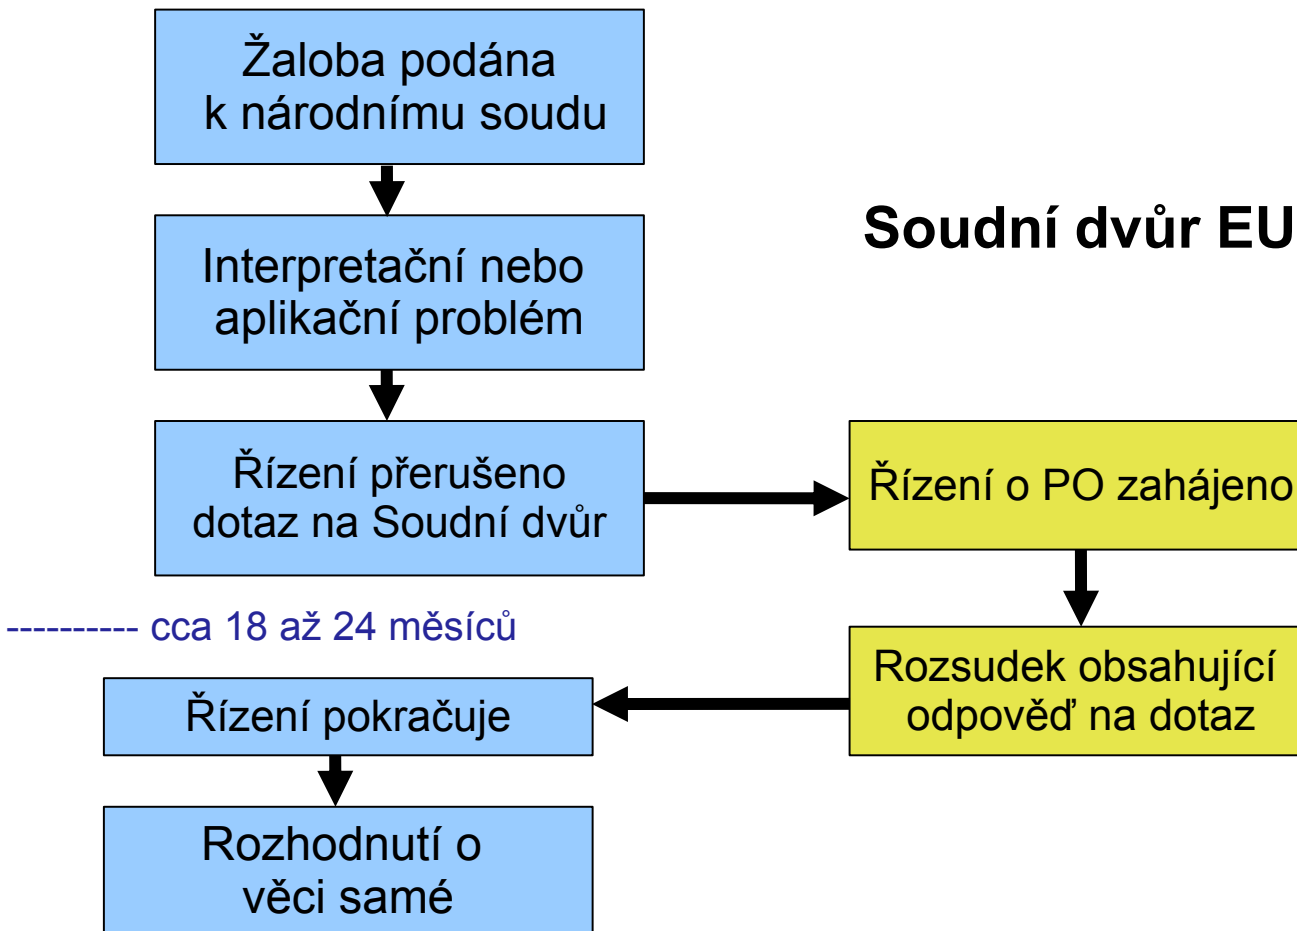 Žaloba podána
k národnímu soudu
Soudní dvůr EU
Interpretační nebo
aplikační problém
Řízení přerušeno
dotaz na Soudní dvůr
Řízení o PO zahájeno
---------- cca 18 až 24 měsíců
Rozsudek obsahující
odpověď na dotaz
Řízení pokračuje
Rozhodnutí o
věci samé